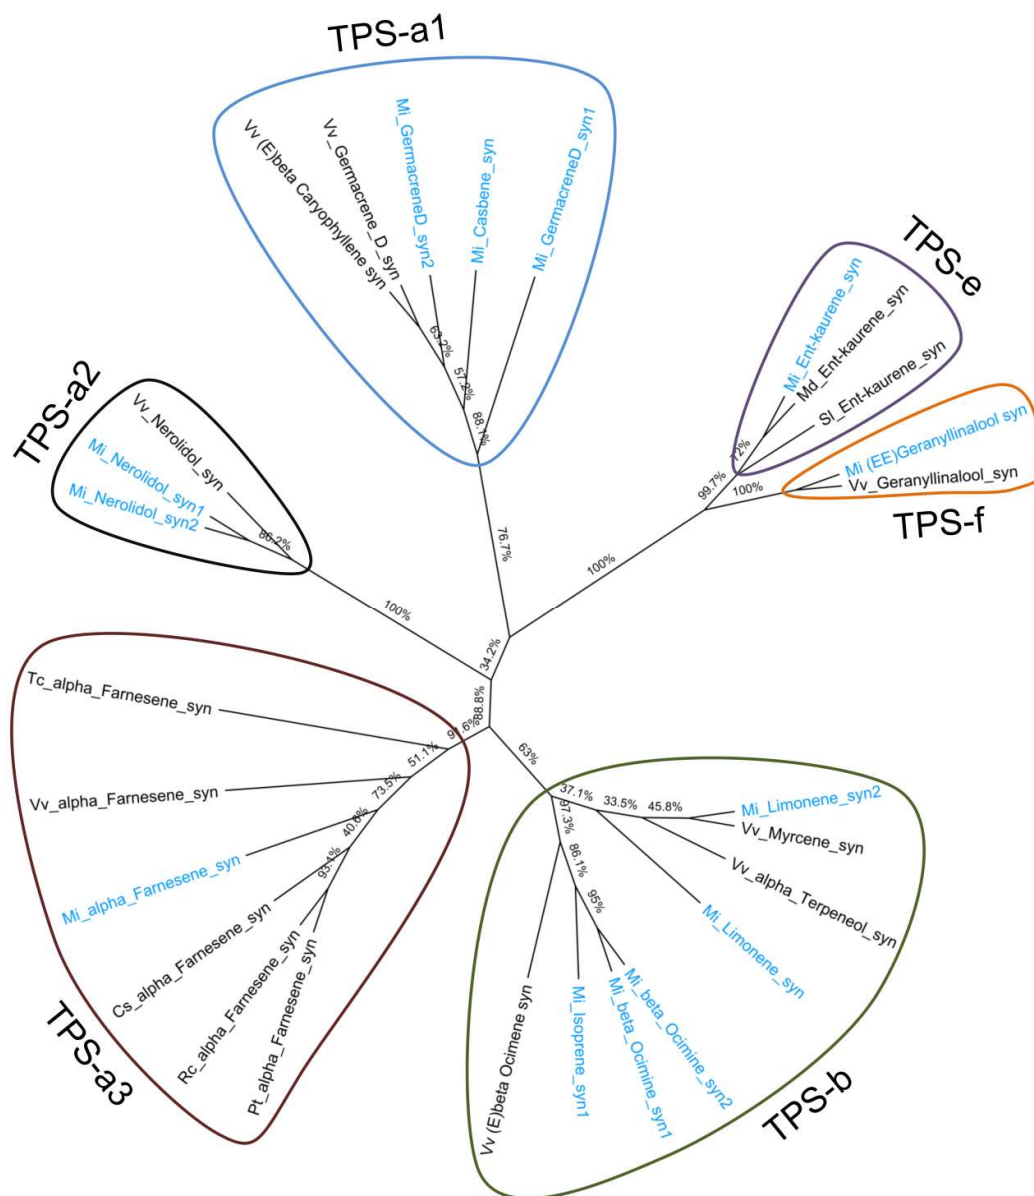 TPS-a1
Vv (E)beta Caryophyllene syn
Vv_Germacrene_D_syn
Mi_GermacreneD_syn2
Mi_Casbene_syn
Mi_GermacreneD_syn1
63.2%
57.2%
88.1%
76.7%
TPS-e
Mi_Ent-kaurene_syn
Md_Ent-kaurene_syn
Sl_Ent-kaurene_syn
72%
99.7%
100%
TPS-f
Mi (EE)Geranyllinalool syn
Vv_Geranyllinalool_syn
100%
TPS-a2
Vv_Nerolidol_syn
Mi_Nerolidol_syn1
Mi_Nerolidol_syn2
86.2%
100%
34.2%
88.8%
TPS-a3
Tc_alpha_Farnesene_syn
Vv_alpha_Farnesene_syn
Mi_alpha_Farnesene_syn
Cs_alpha_Farnesene_syn
Rc_alpha_Farnesene_syn
Pt_alpha_Farnesene_syn
51.1%
73.5%
93.1%
63%
TPS-b
37.1%
33.5%
45.8%
97.3%
86.1%
95%
Mi_Limonene_syn2
Vv_Myrcene_syn
Vv_alpha_Terpeneol_syn
Mi_Limonene_syn
Mi_beta_Ocimine_syn2
Mi_beta_Ocimine_syn1
Mi_Isoprene_syn1
Vv (E)beta Ocimene syn